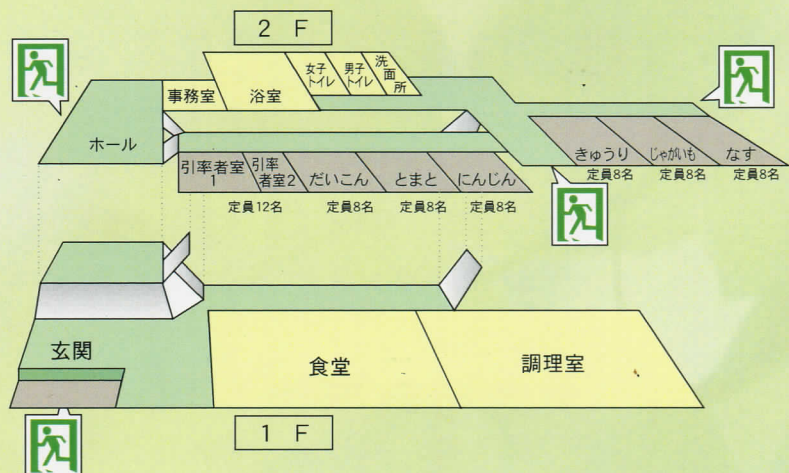 2 F
女子
トイレ
男子
トイレ
洗
面
所
事務室
浴室
ホール
引率者室
1
引率
者室2
だいこん
とまと
にんじん
きゅうり
じゃがいも
なす
定員8名
定員8名
定員8名
定員12名
定員8名
定員8名
定員8名
玄関
食堂
調理室
1 F